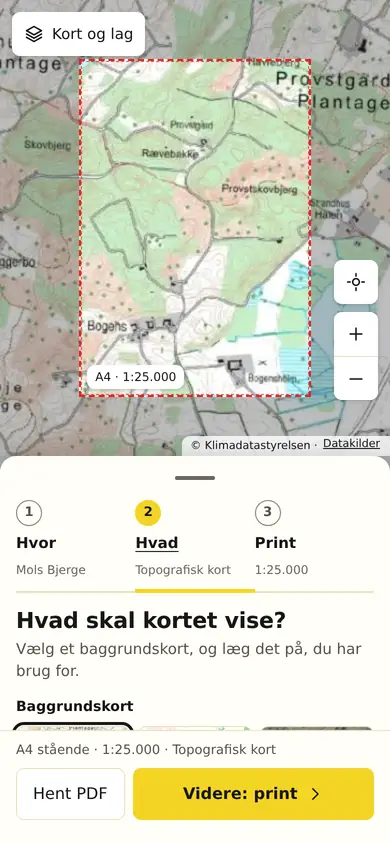 Kort og lag
Provstgård
Plantage
antage
Provstgård
Skovbjerg
Rævebakke
Provstskovbjerg
Strandhus
Bogens
A4 · 1:25.000
© Klimadatastyrelsen · Datakilder
1
2
3
Hvor
Hvad
Print
Mols Bjerge
Topografisk kort
1:25.000
Hvad skal kortet vise?
Vælg et baggrundskort, og læg det på, du har
brug for.
Baggrundskort
A4 stående · 1:25.000 · Topografisk kort
Hent PDF
Videre: print